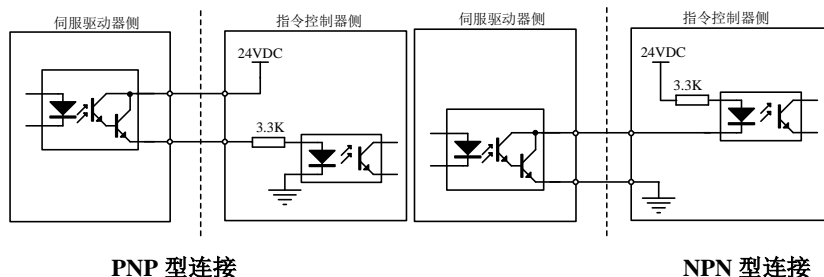 伺服驱动器侧
指令控制器侧
24VDC
3.3K
伺服驱动器侧
指令控制器侧
24VDC
3.3K
PNP 型连接
NPN 型连接